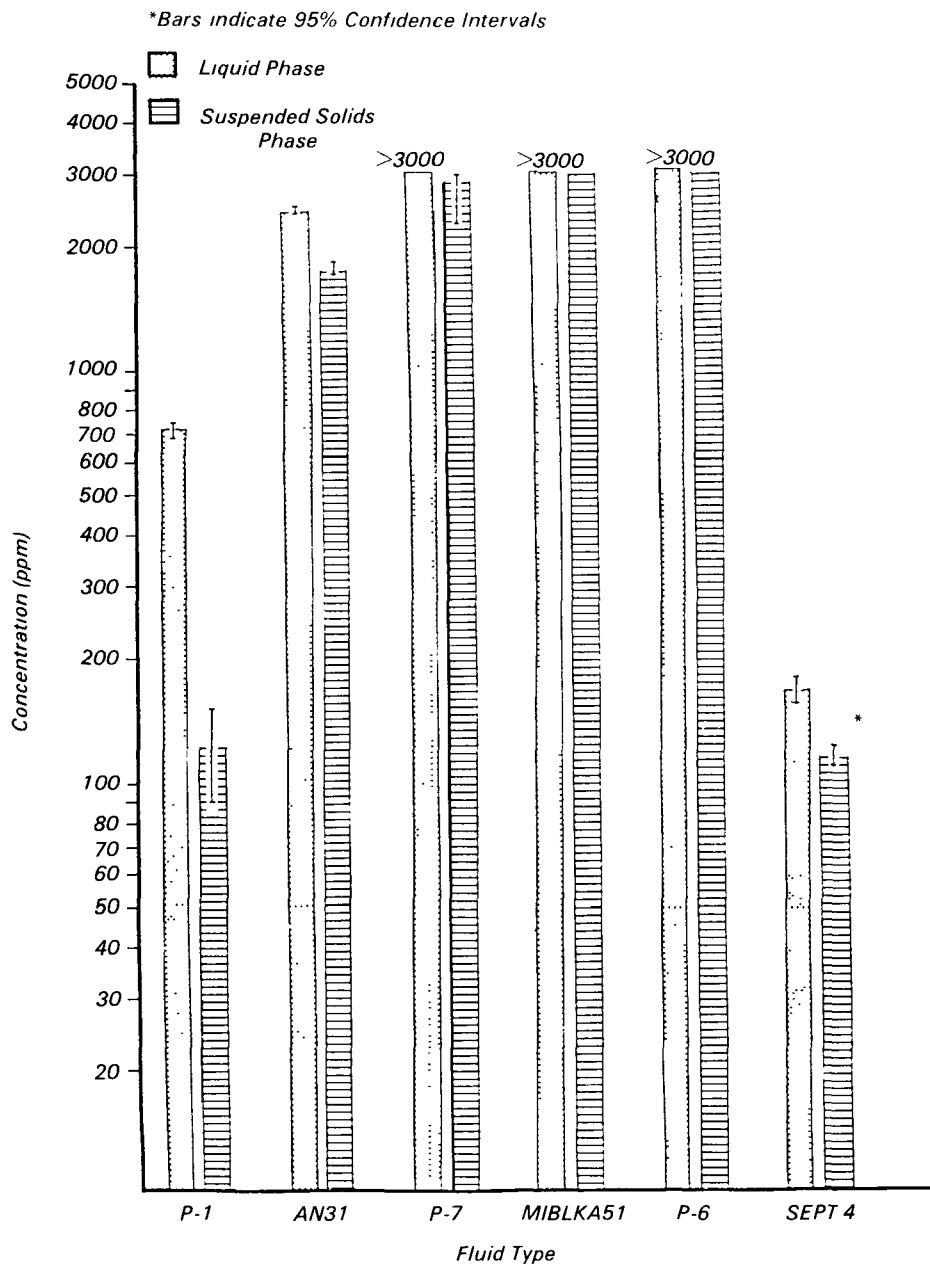 *Bars indicate 95% Confidence Intervals
Liquid Phase
Suspended Solids
Phase
5000
4000
3000
2000
1000
800
700
600
500
400
300
200
100
80
70
60
50
40
30
20
Concentration (ppm)
>3000
>3000
>3000
*
P-1
AN31
P-7
MIBLKA51
P-6
SEPT 4
Fluid Type